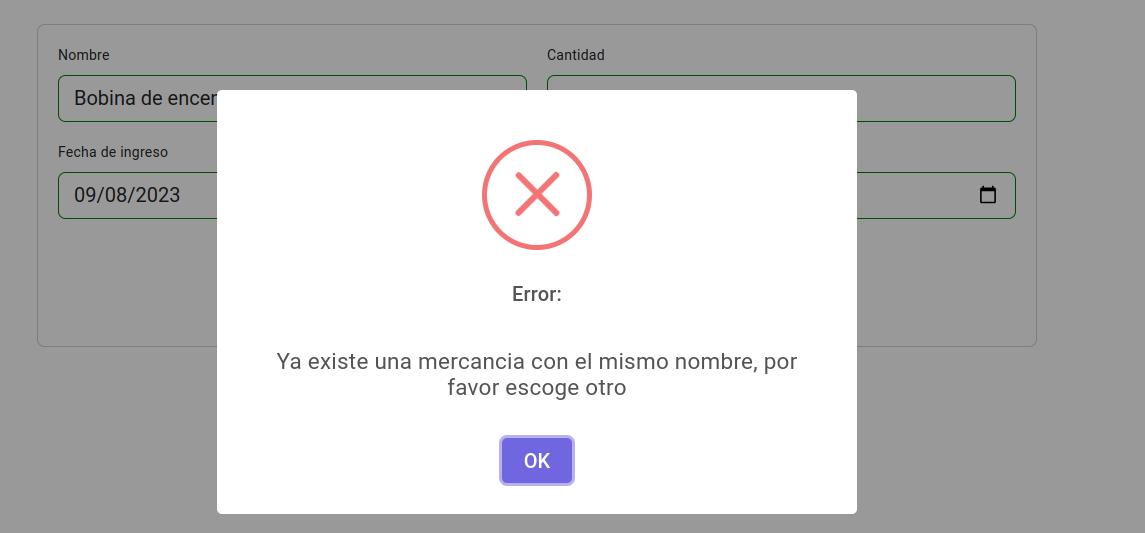 Nombre
Cantidad
Bobina de
Fecha de ingreso
09/08/2023
Error:
Ya existe una mercancia con el mismo nombre, por
favor escoge otro
OK